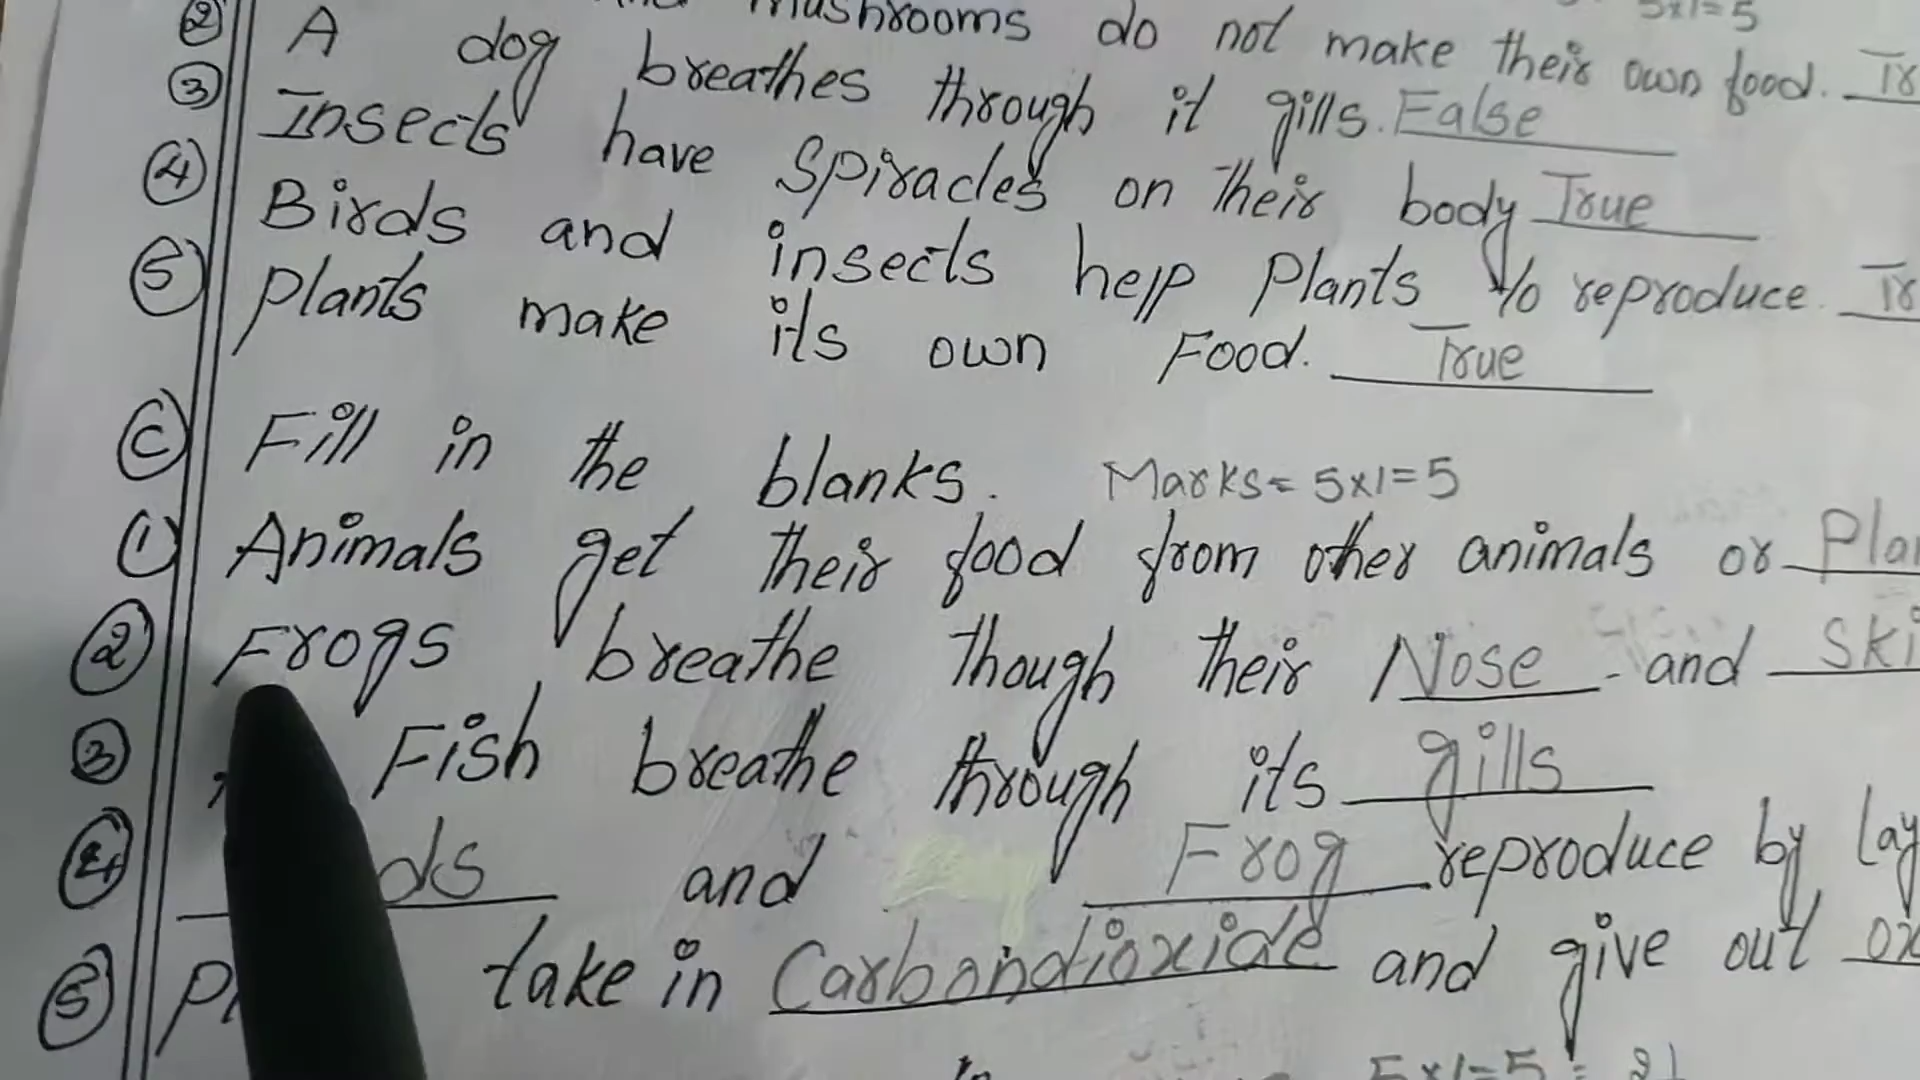 mushrooms do not make their own food.
5x1=5
② A dog breathes through it gills. False
③ Insects have Spiracles on their body True
④ Birds and insects help Plants to reproduce.
⑤ plants make its own Food. True
Ⓒ Fill in the blanks. Marks = 5x1=5
① Animals get their food from other animals or
② Frogs breathe though their Nose and
③ Fish breathe through its gills
④ and Frog reproduce by
⑤ take in Carbondioxide and give out
5x1=5